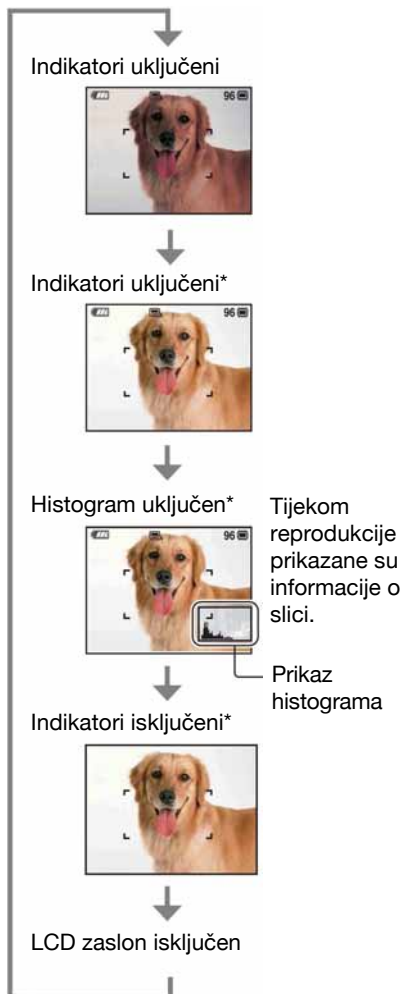 Indikatori uključeni
96
Indikatori uključeni*
96
Histogram uključen*
96
Tijekom
reprodukcije
prikazane su
informacije o
slici.
Prikaz
histograma
Indikatori isključeni*
LCD zaslon isključen